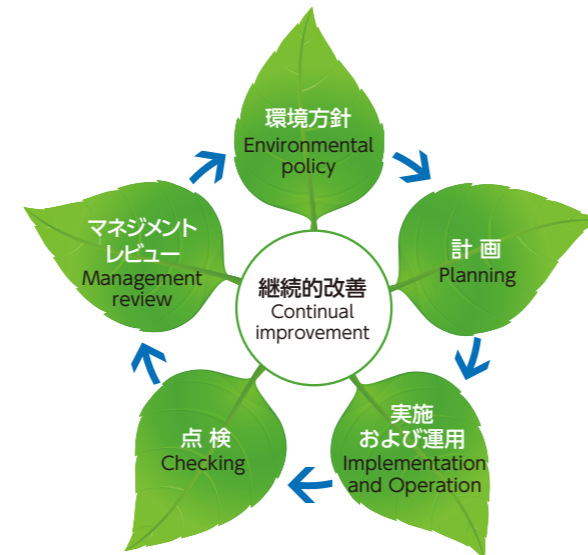 環境方針
Environmental
policy
計 画
Planning
実施
および運用
Implementation
and Operation
点 検
Checking
マネジメント
レビュー
Management
review
継続的改善
Continual
improvement